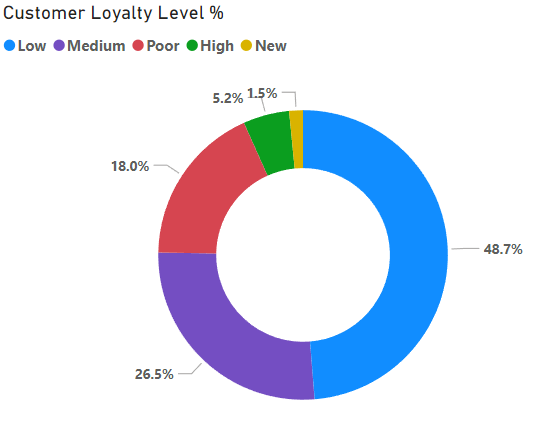 Customer Loyalty Level %
Low Medium Poor High New
5.2% 1.5%
18.0%
48.7%
26.5%